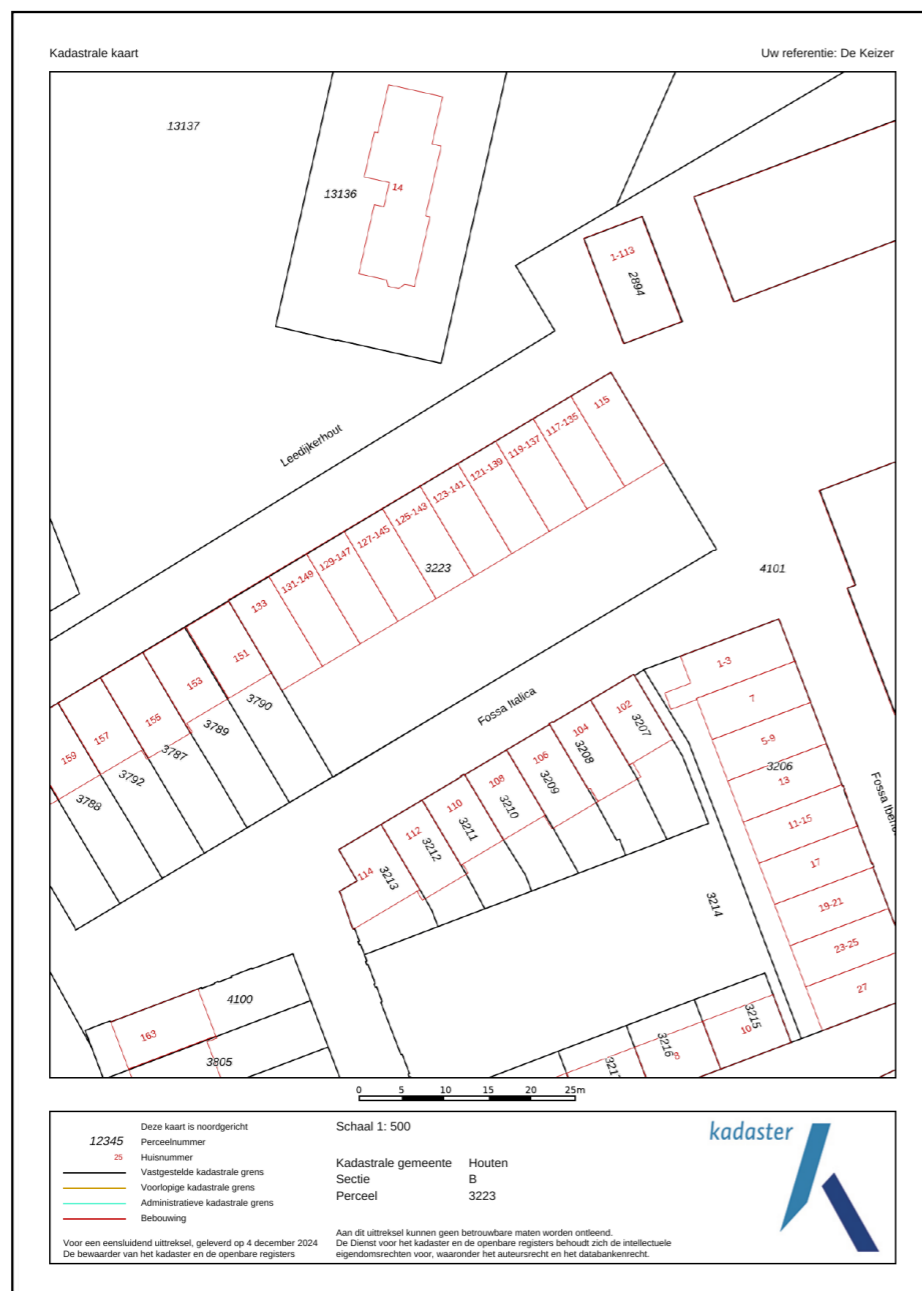 Kadastrale kaart
Uw referentie: De Keizer
13137
13136
14
1-113
2894
Leedijkerhout
115
117-135
119-137
121-139
123-141
125-143
127-145
129-147
131-149
133
151
153
155
157
159
3223
4101
3790
3789
3787
3792
3788
Fossa Italica
102
104
106
108
110
112
114
3207
3208
3209
3210
3211
3212
3213
1-3
7
5-9
3206
13
11-15
17
19-21
23-25
27
3214
4100
163
3805
3215
10
3216
8
0 5 10 15 20 25m
Deze kaart is noordgericht
12345 Perceelnummer
25 Huisnummer
Vastgestelde kadastrale grens
Voorlopige kadastrale grens
Administratieve kadastrale grens
Bebouwing
Voor een eensluidend uittreksel, geleverd op 4 december 2024
De bewaarder van het kadaster en de openbare registers
Schaal 1: 500
Kadastrale gemeente Houten
Sectie B
Perceel 3223
Aan dit uittreksel kunnen geen betrouwbare maten worden ontleend.
De Dienst voor het kadaster en de openbare registers behoudt zich de intellectuele
eigendomsrechten voor, waaronder het auteursrecht en het databankenrecht.
kadaster